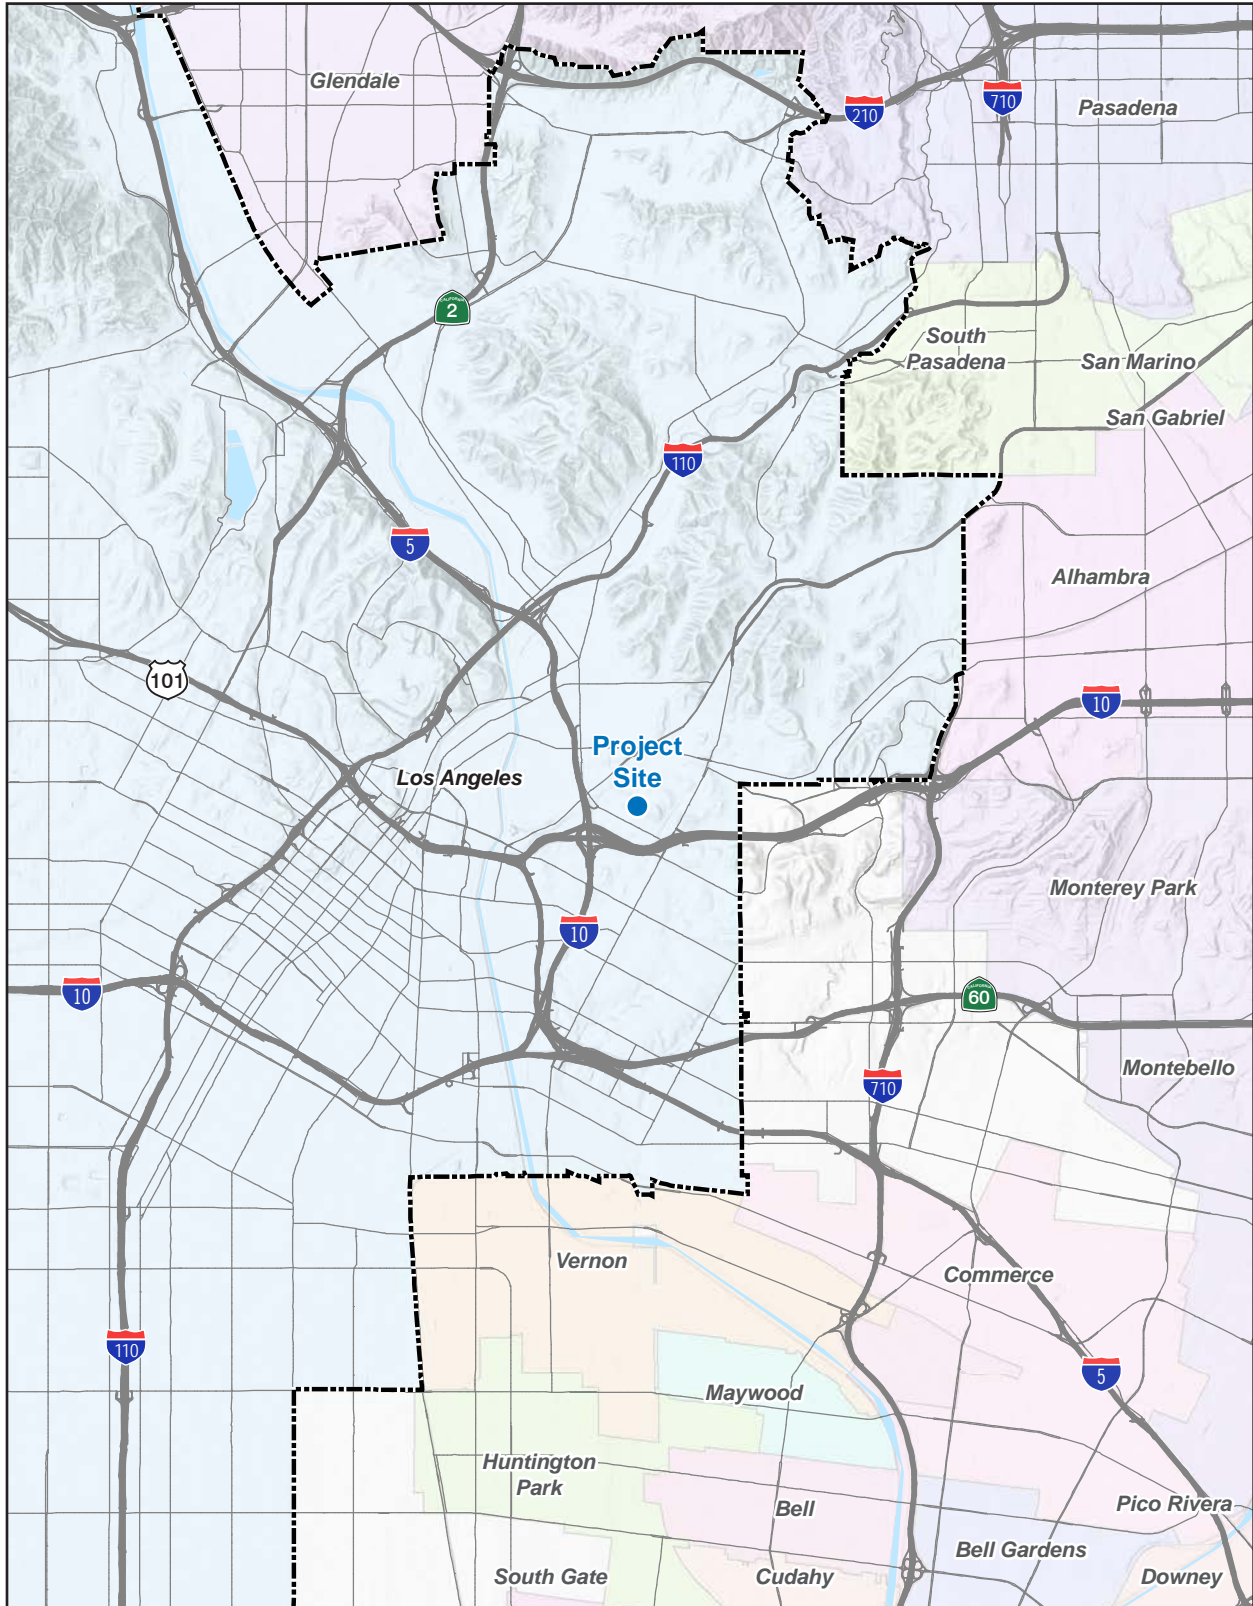 Glendale
210
710
Pasadena
CALIFORNIA
2
South
Pasadena
San Marino
San Gabriel
110
5
Alhambra
101
10
Project
Site
Los Angeles
Monterey Park
10
10
CALIFORNIA
60
Montebello
710
Vernon
Commerce
110
5
Maywood
Huntington
Park
Bell
Pico Rivera
Bell Gardens
South Gate
Cudahy
Downey